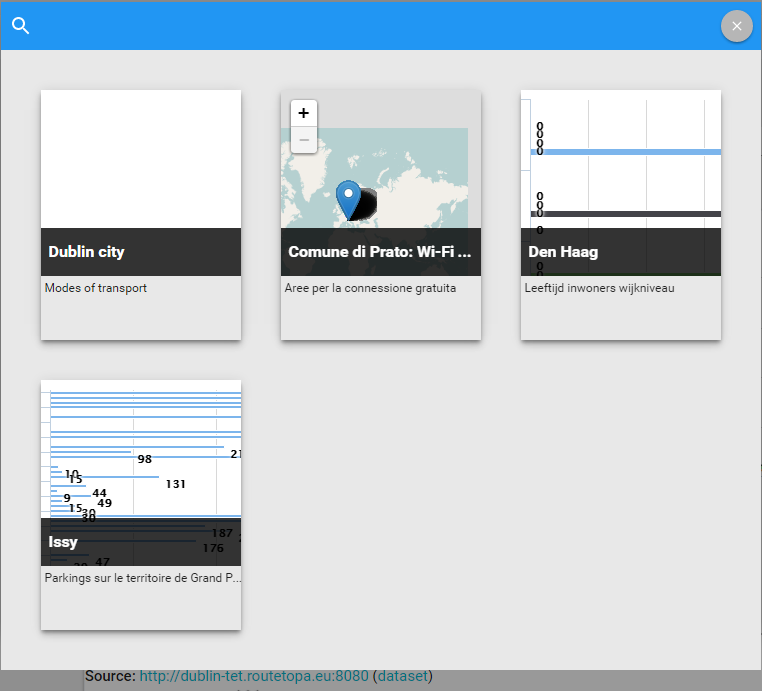 +
−
0
0
0
0
0
0
0
0
0
Dublin city
Comune di Prato: Wi-Fi ...
Den Haag
Modes of transport
Aree per la connessione gratuita
Leeftijd inwoners wijkniveau
98
131
10
15
9
44
49
15
30
30
187
176
47
Issy
Parkings sur le territoire de Grand P...
Source: http://dublin-tet.routetopa.eu:8080 (dataset)